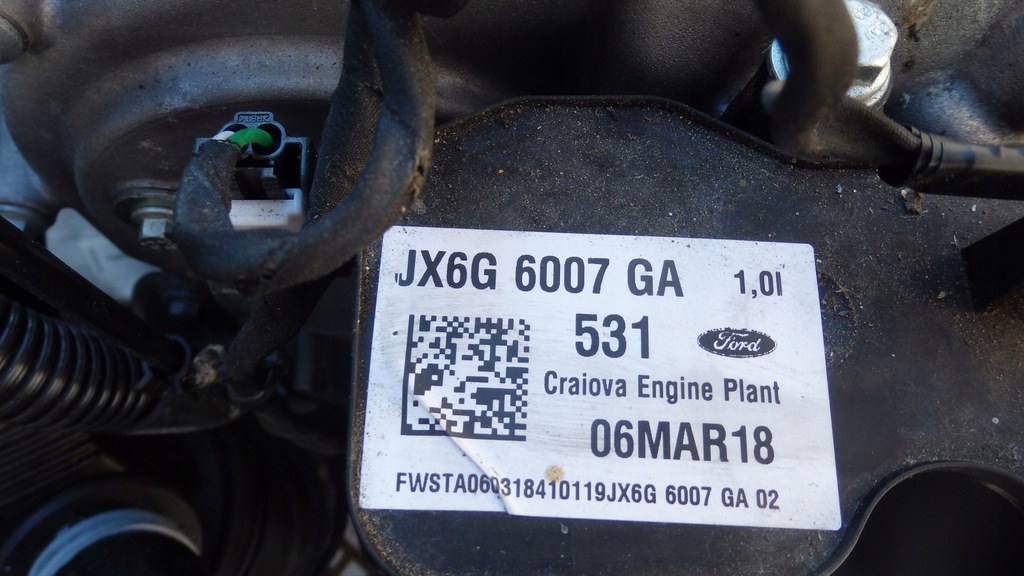 JX6G 6007 GA 1,0l
531 Ford
Craiova Engine Plant
06MAR18
FWSTA060318410119JX6G 6007 GA 02